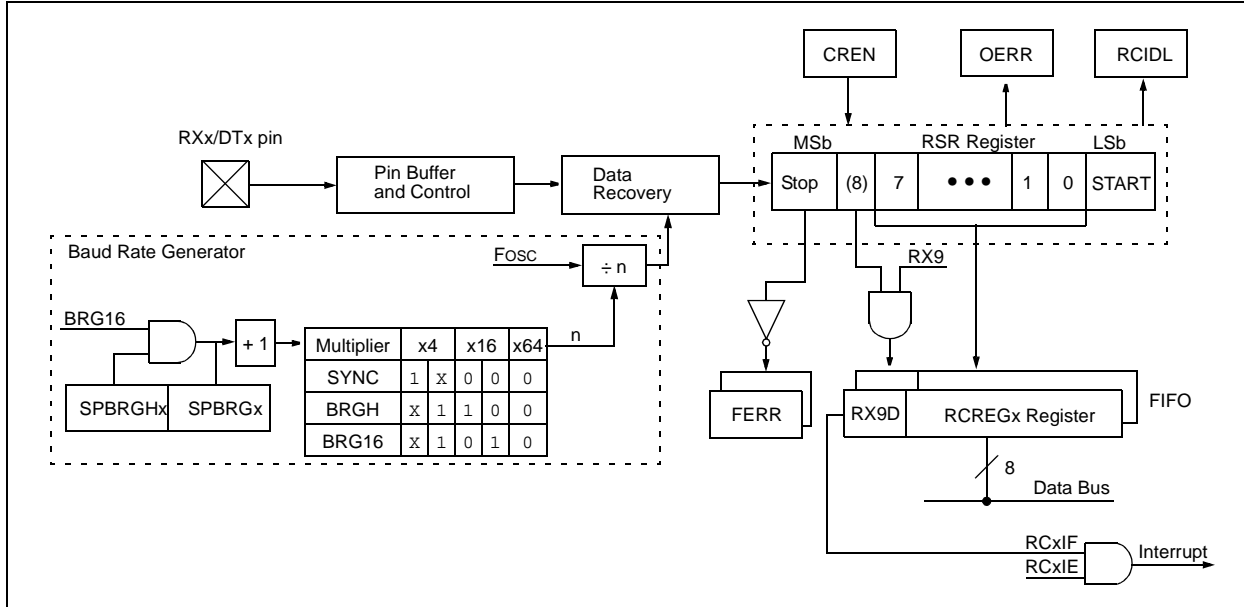 CREN OERR RCIDL
RXx/DTx pin
MSb RSR Register LSb
Pin Buffer
and Control
Data
Recovery
Stop (8) 7 ••• 1 0 START
Baud Rate Generator
FOSC
÷ n
RX9
BRG16
+ 1
n
Multiplier x4 x16 x64
SYNC 1 X 0 0 0
BRGH X 1 1 0 0
BRG16 X 1 0 1 0
SPBRGHx SPBRGx
FERR
RX9D RCREGx Register
FIFO
8
Data Bus
RCxIF
RCxIE
Interrupt